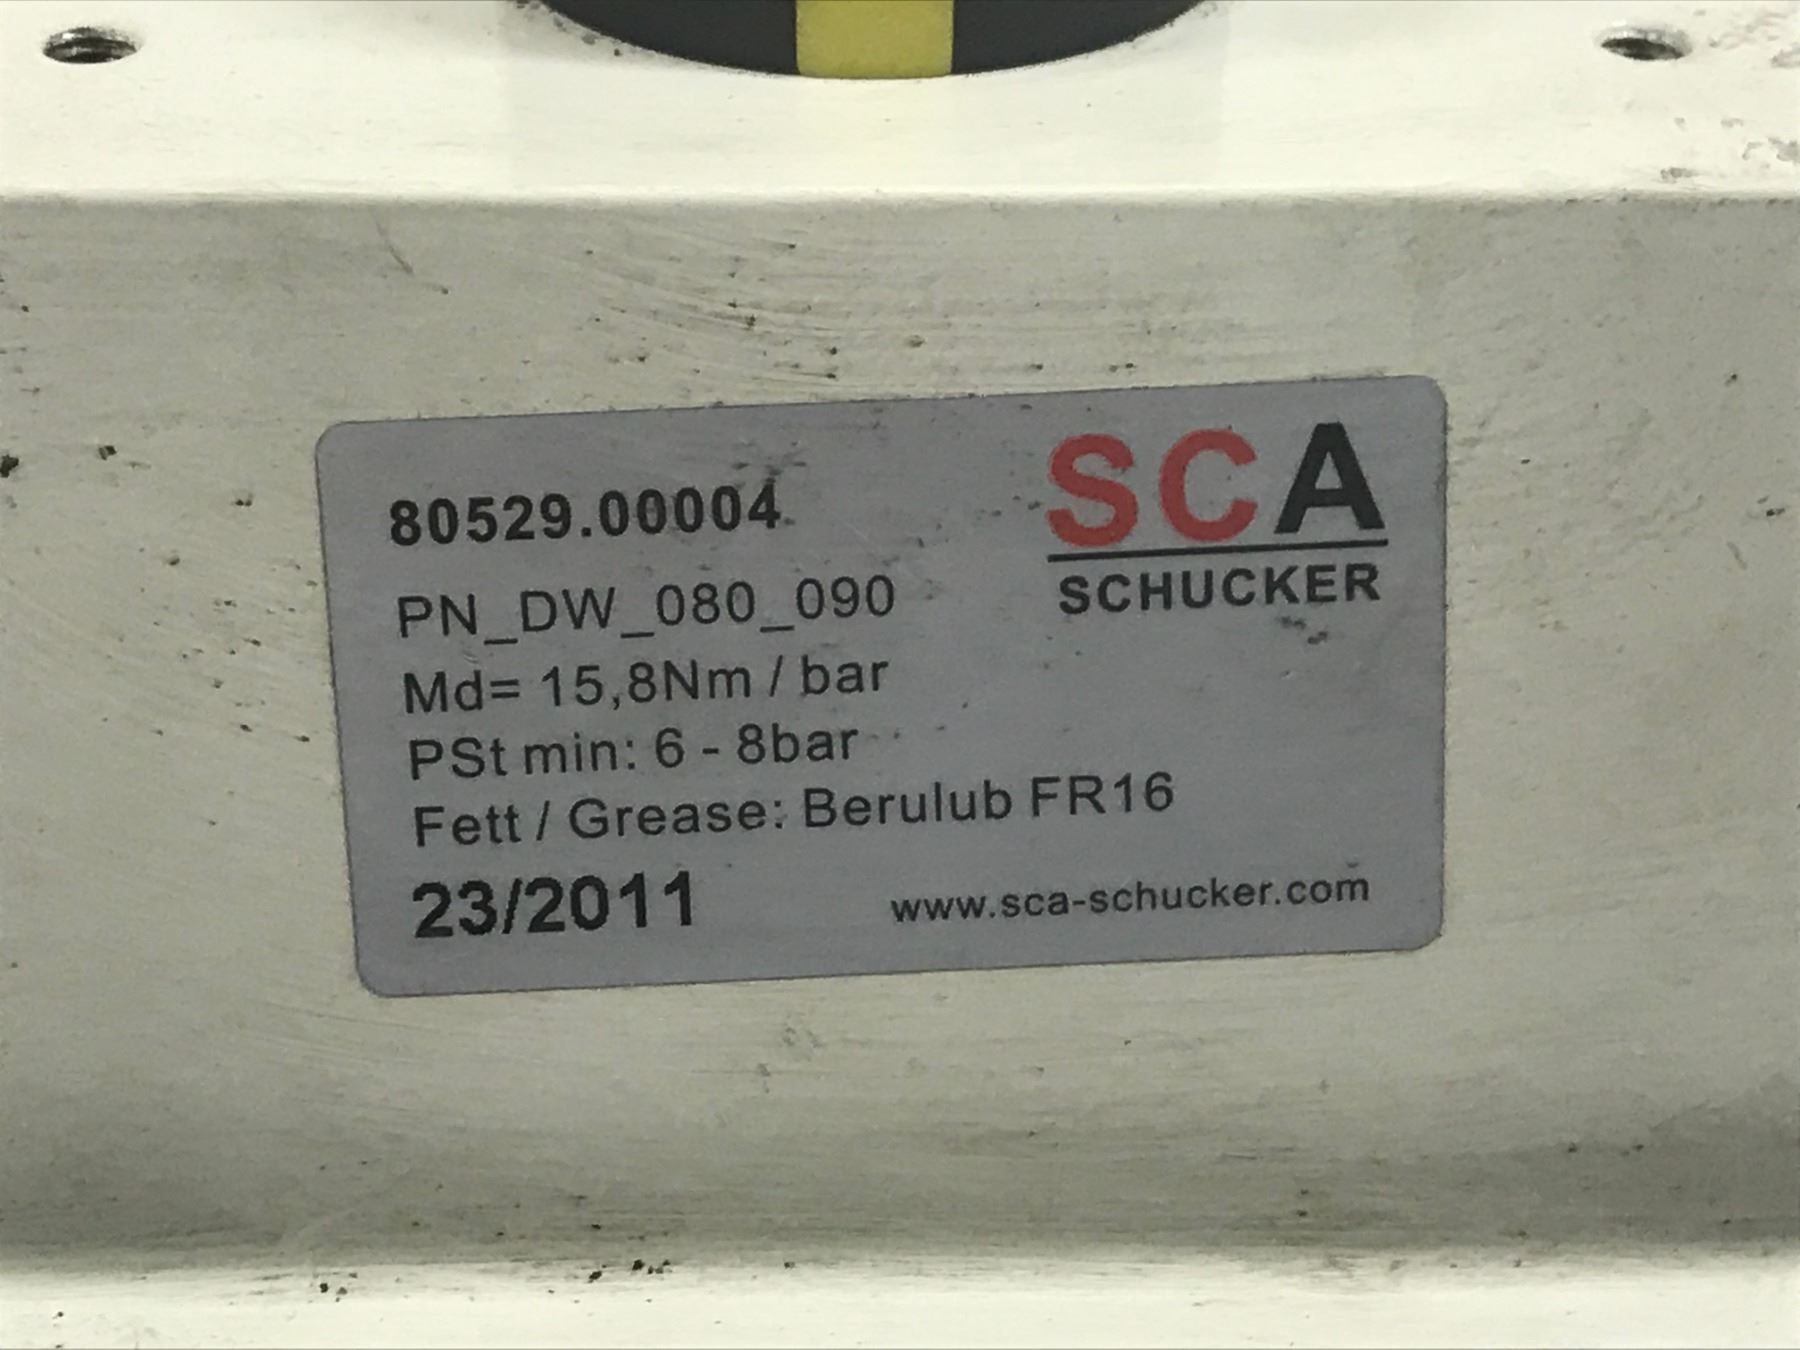 80529.00004
SCA
SCHUCKER
PN_DW_080_090
Md= 15,8Nm / bar
PSt min: 6 - 8bar
Fett / Grease: Berulub FR16
23/2011
www.sca-schucker.com